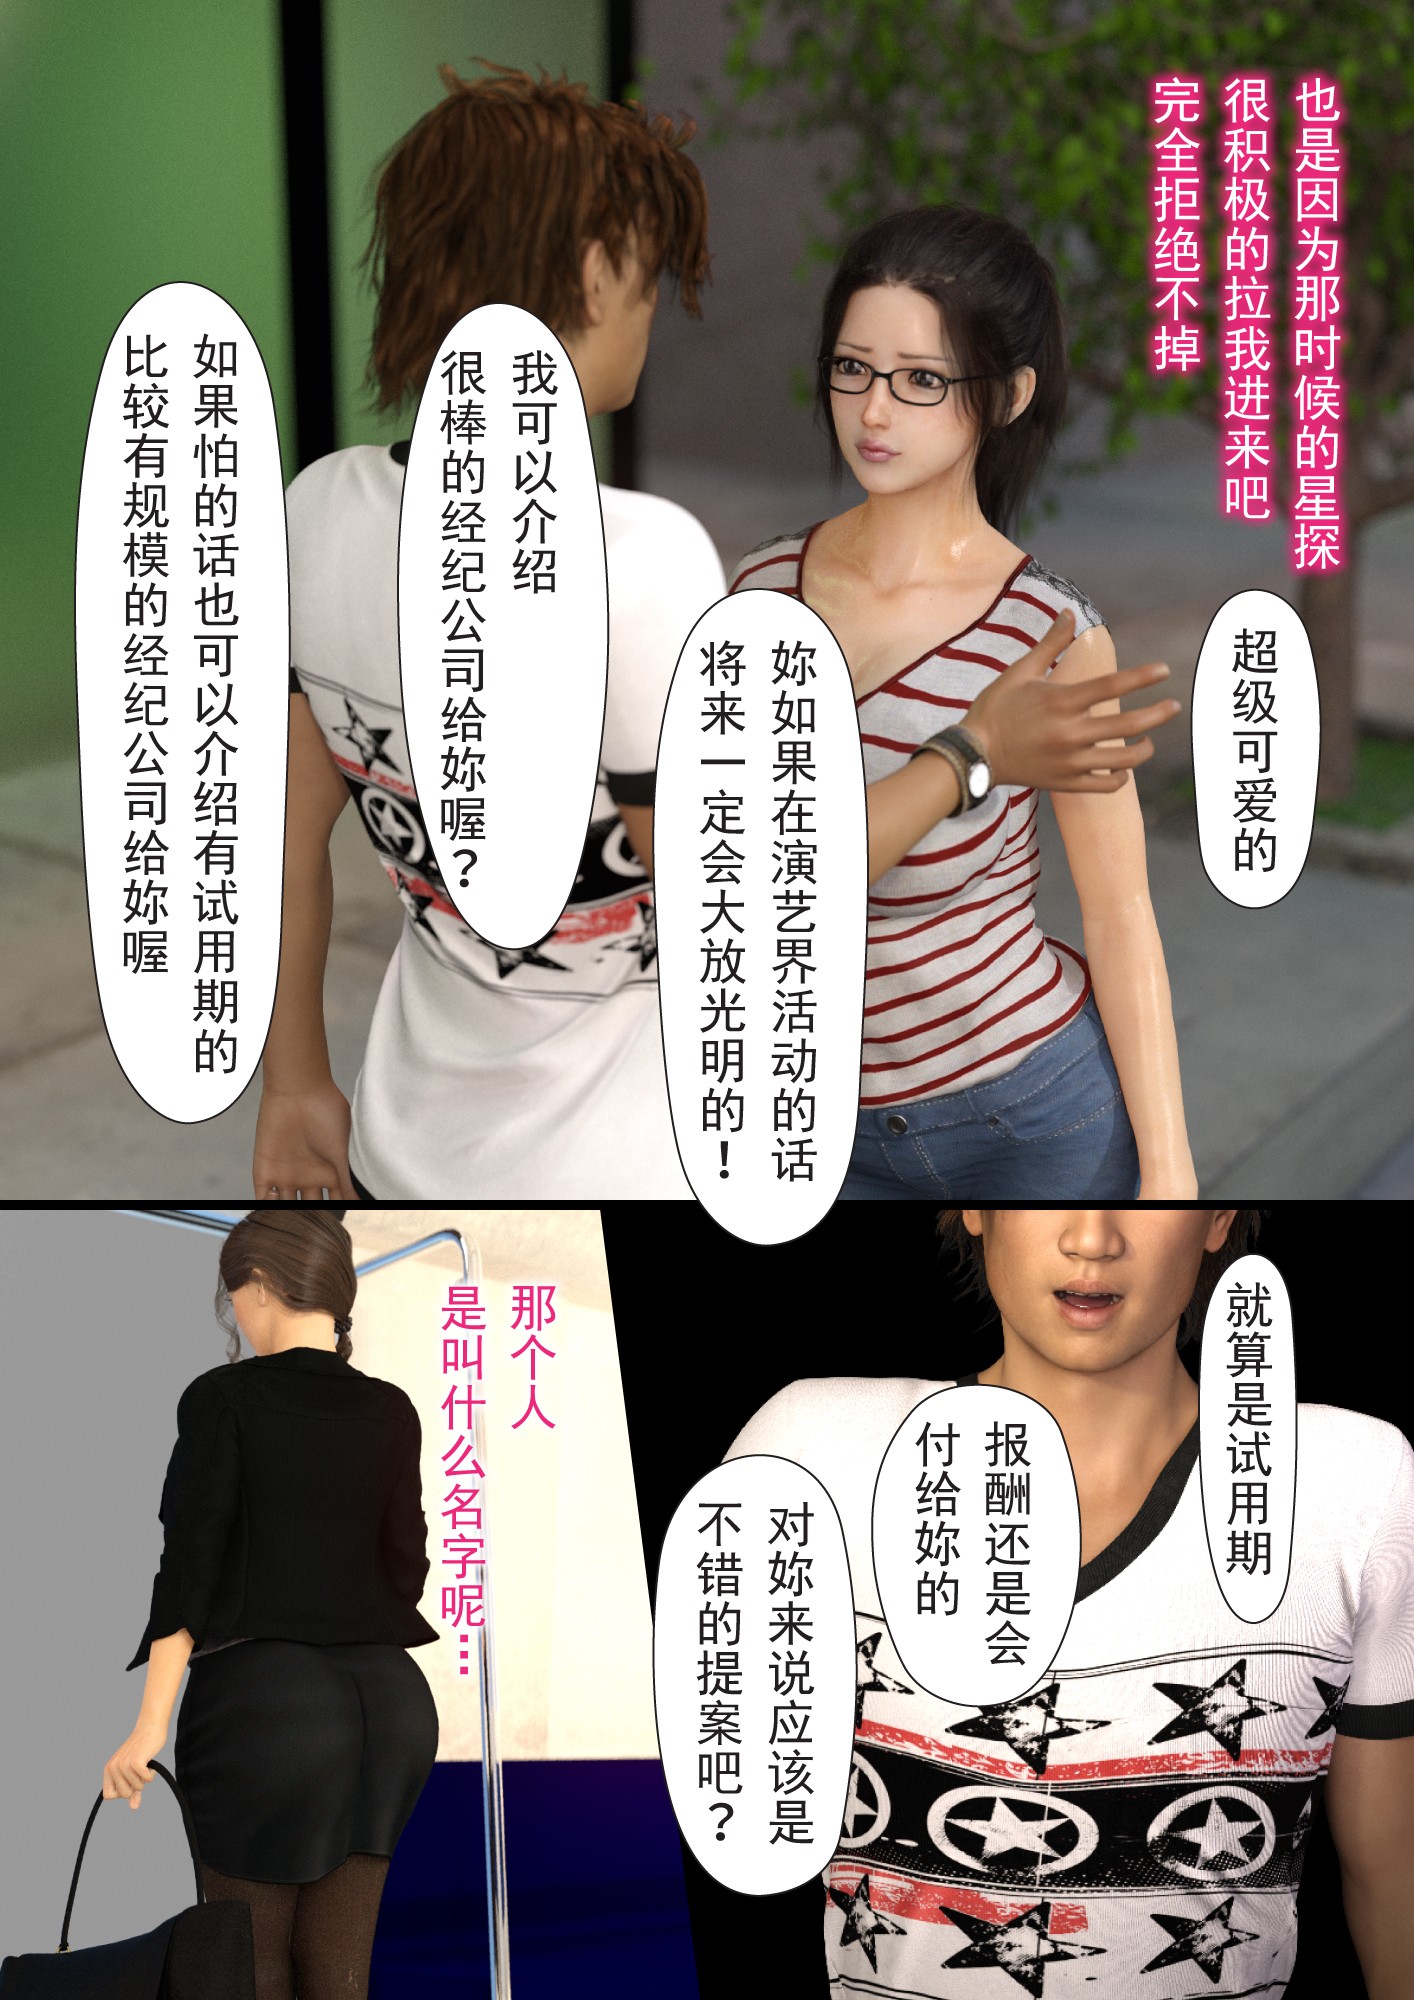 也是因为那时候的星探
很积极的拉我进来吧
完全拒绝不掉
超级可爱的
妳如果在演艺界活动的话
将来一定会大放光明的！
我可以介绍
很棒的经纪公司给妳喔？
如果怕的话也可以介绍有试用期的
比较有规模的经纪公司给妳喔
就算是试用期
报酬还是会
付给妳的
对妳来说应该是
不错的提案吧？
那个人
是叫什么名字呢…